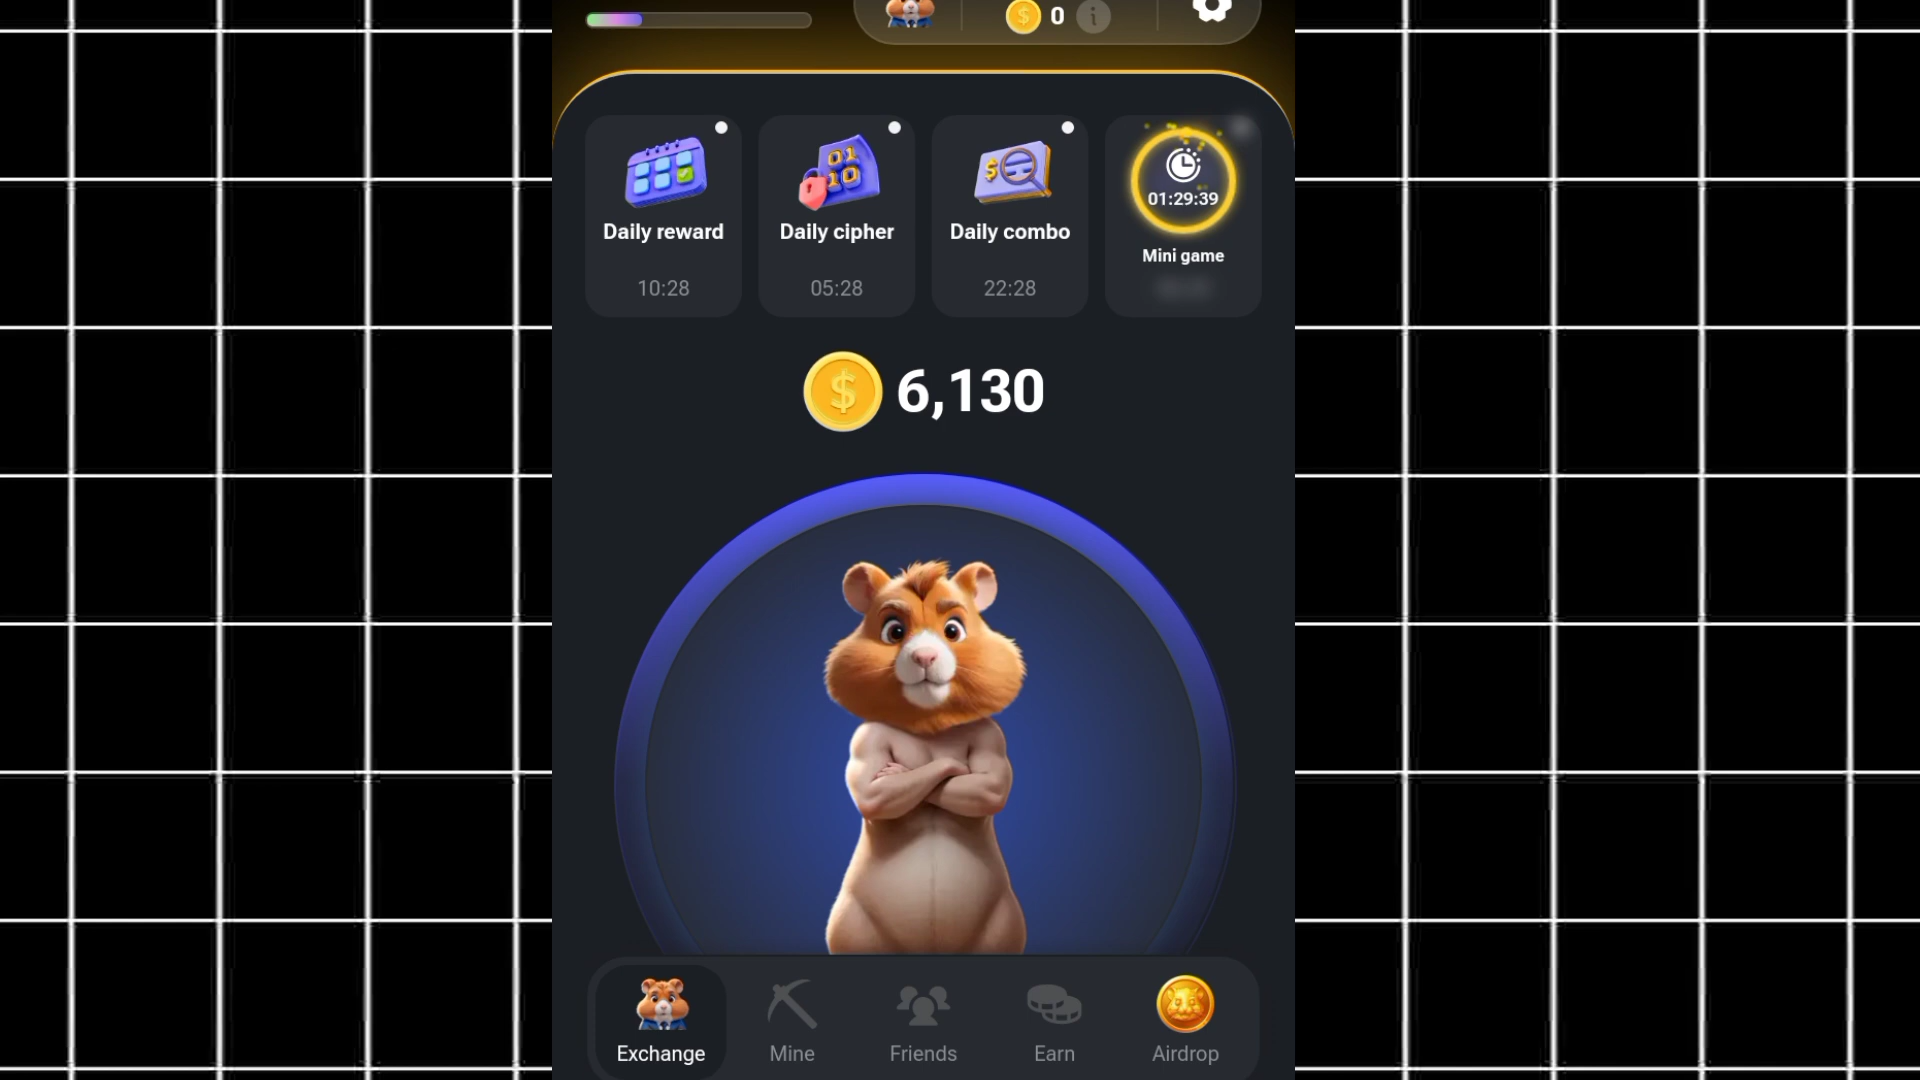 0
01:29:39
Daily reward
Daily cipher
Daily combo
Mini game
10:28
05:28
22:28
6,130
Exchange
Mine
Friends
Earn
Airdrop